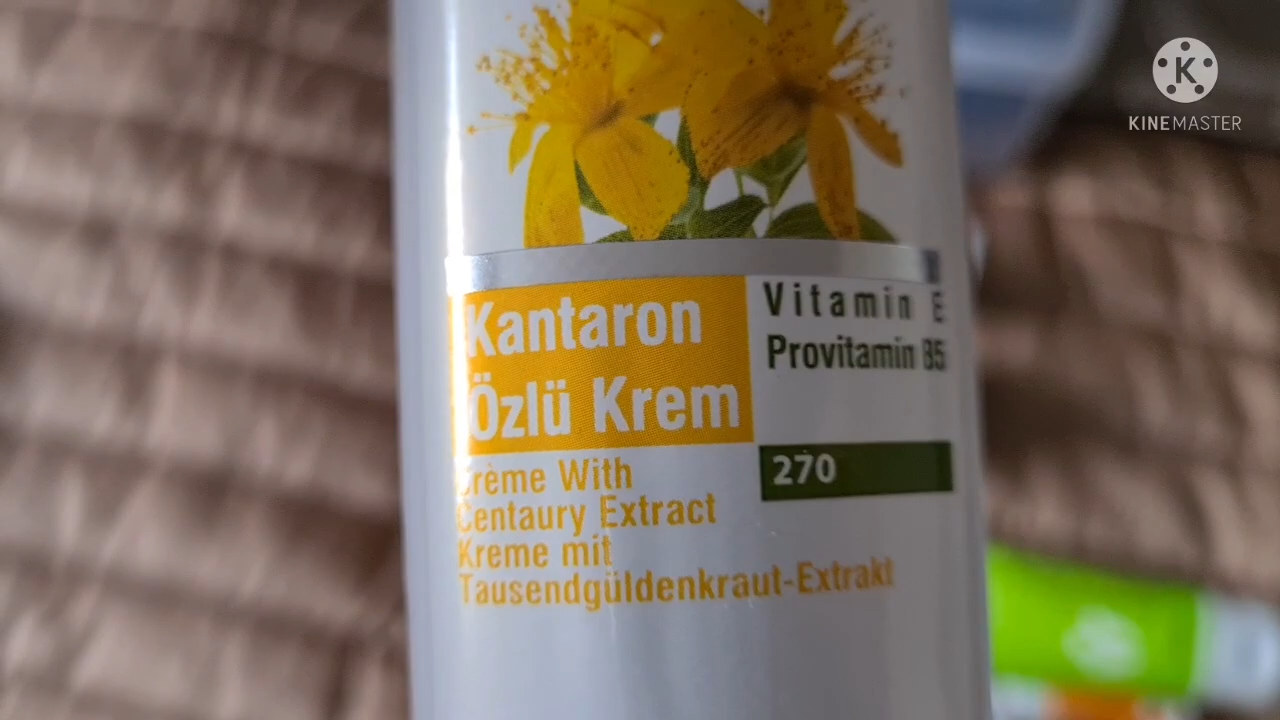 KINEMASTER
Kantaron
Özlü Krem
Vitamin E
Provitamin B5
270
Crème With
Centaury Extract
Kreme mit
Tausendgüldenkraut-Extrakt